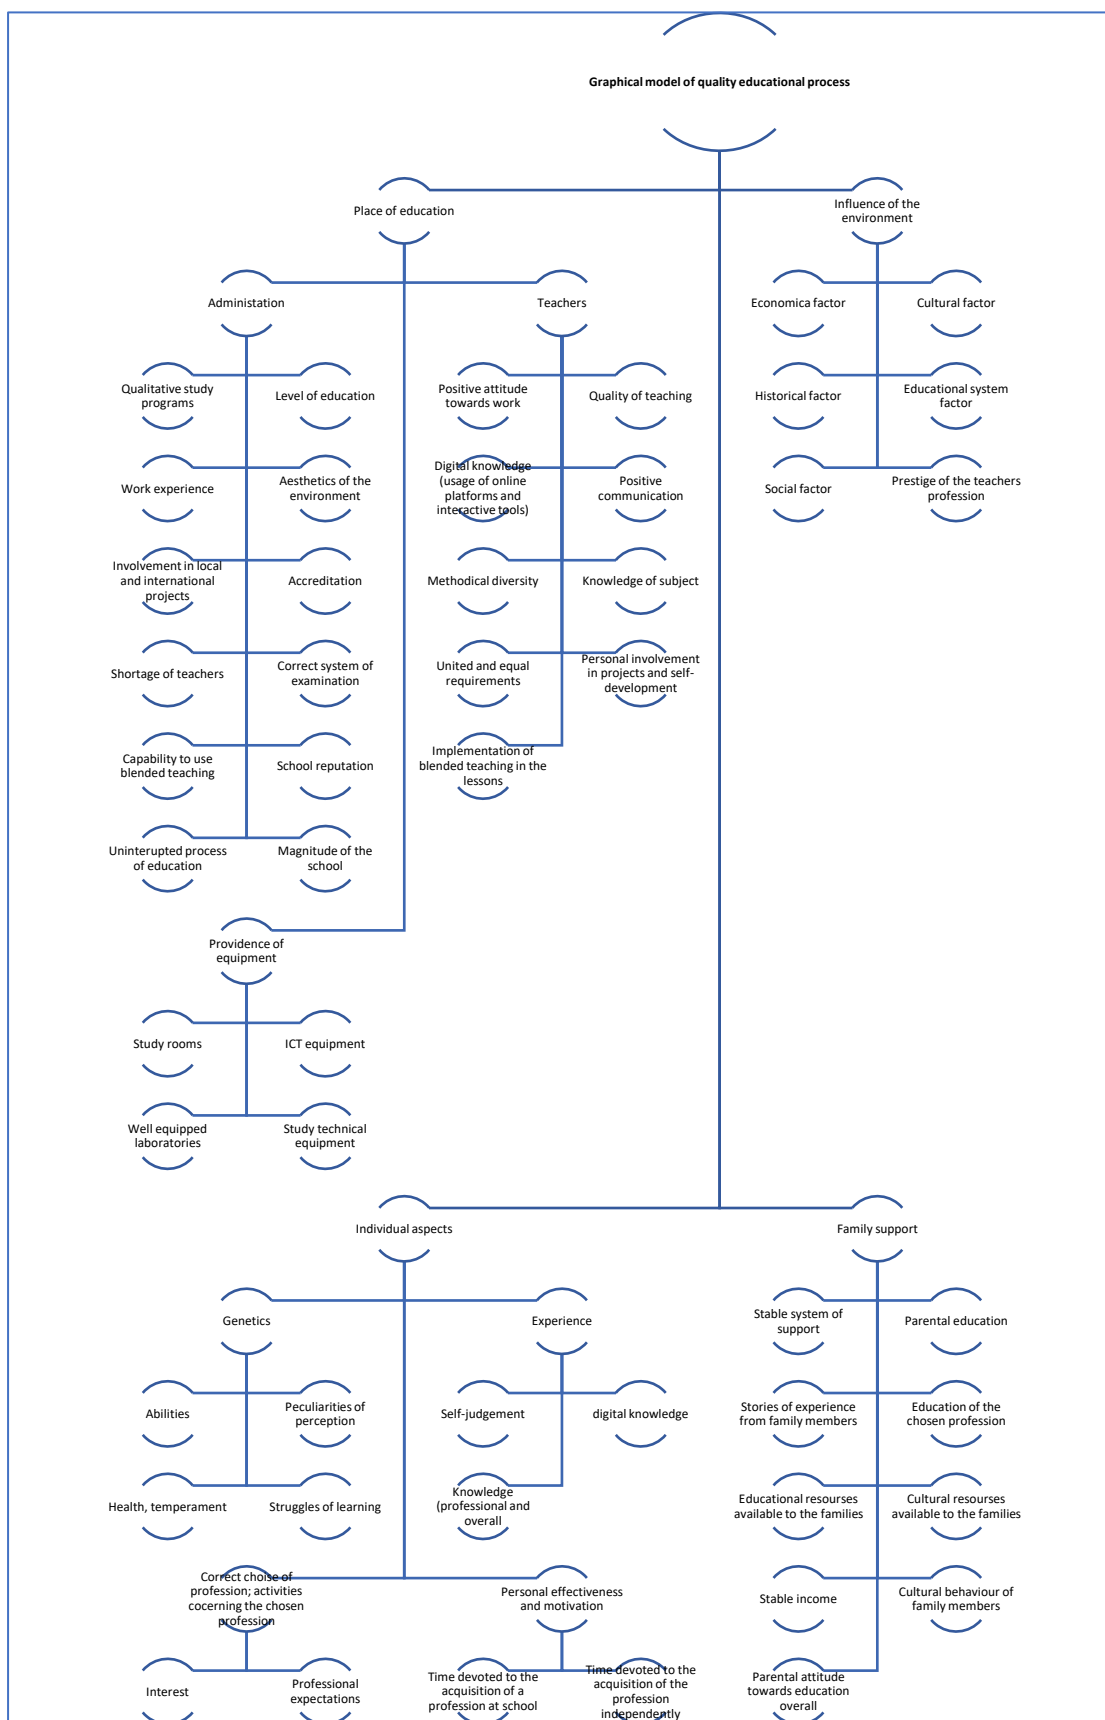 Graphical model of quality educational process
Place of education
Influence of the
environment
Administation
Teachers
Economica factor
Cultural factor
Qualitative study
programs
Level of education
Positive attitude
towards work
Quality of teaching
Historical factor
Educational system
factor
Work experience
Aesthetics of the
environment
Digital knowledge
(usage of online
platforms and
interactive tools)
Positive
communication
Social factor
Prestige of the teachers
profession
Involvement in local
and international
projects
Accreditation
Methodical diversity
Knowledge of subject
Shortage of teachers
Correct system of
examination
United and equal
requirements
Personal involvement
in projects and self-
development
Capability to use
blended teaching
School reputation
Implementation of
blended teaching in the
lessons
Uninterupted process
of education
Magnitude of the
school
Providence of
equipment
Study rooms
ICT equipment
Well equipped
laboratories
Study technical
equipment
Individual aspects
Family support
Genetics
Experience
Stable system of
support
Parental education
Abilities
Peculiarities of
perception
Self-judgement
digital knowledge
Stories of experience
from family members
Education of the
chosen profession
Health, temperament
Struggles of learning
Knowledge
(professional and
overall
Educational resourses
available to the families
Cultural resourses
available to the families
Correct choise of
profession; activities
cocerning the chosen
profession
Personal effectiveness
and motivation
Stable income
Cultural behaviour of
family members
Interest
Professional
expectations
Time devoted to the
acquisition of a
profession at school
Time devoted to the
acquisition of the
profession
independently
Parental attitude
towards education
overall